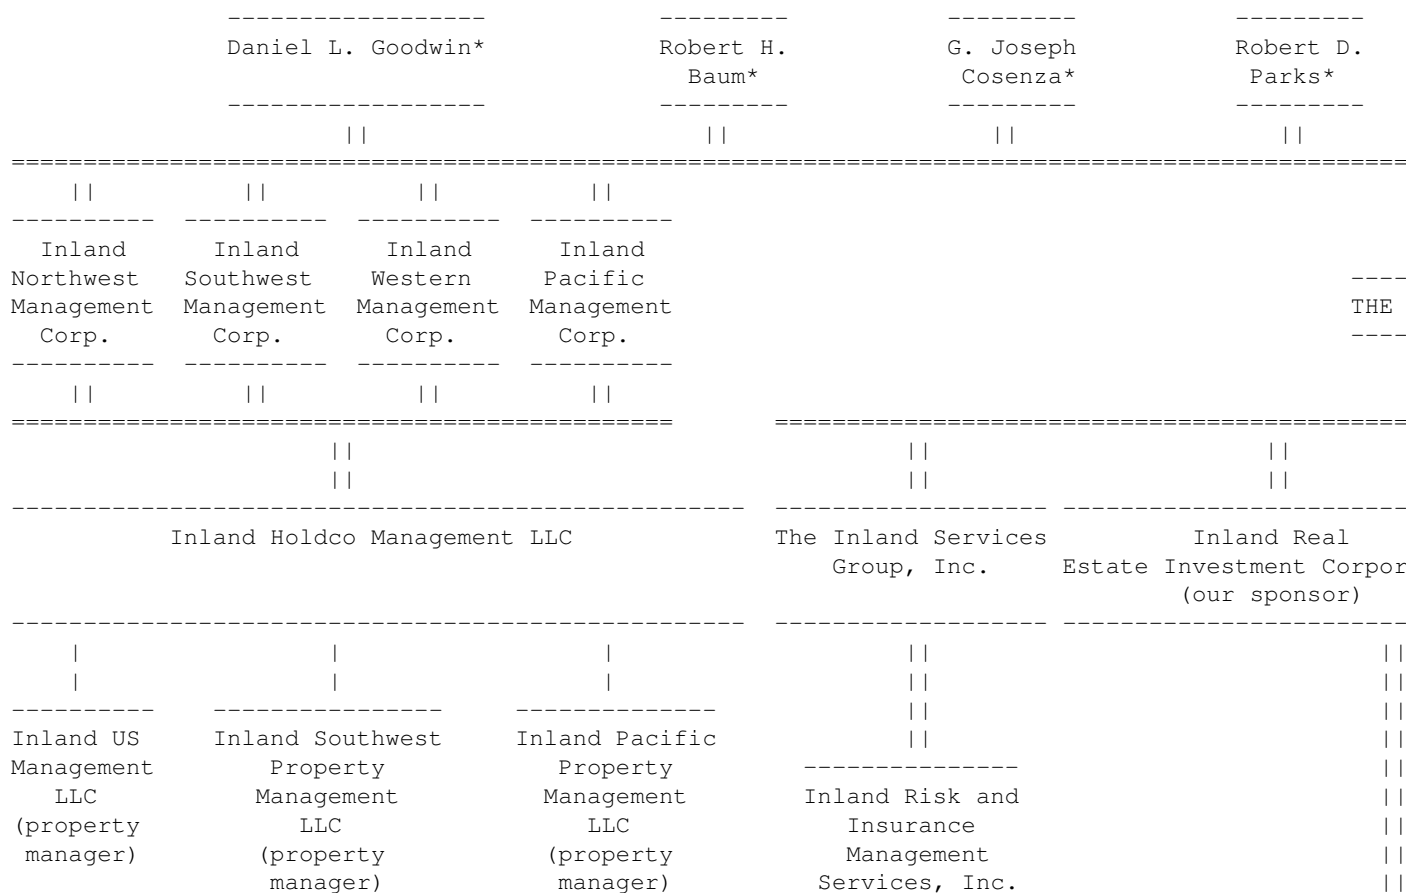 Daniel L. Goodwin* Robert H. G. Joseph Robert D.
Baum* Cosenza* Parks*
Inland Inland Inland Inland
Northwest Southwest Western Pacific
Management Management Management Management THE
Corp. Corp. Corp. Corp.
Inland Holdco Management LLC The Inland Services Inland Real
Group, Inc. Estate Investment Corpor
(our sponsor)
Inland US Inland Southwest Inland Pacific
Management Property Property
LLC Management Management Inland Risk and
(property LLC LLC Insurance
manager) (property (property Management
manager) manager) Services, Inc.